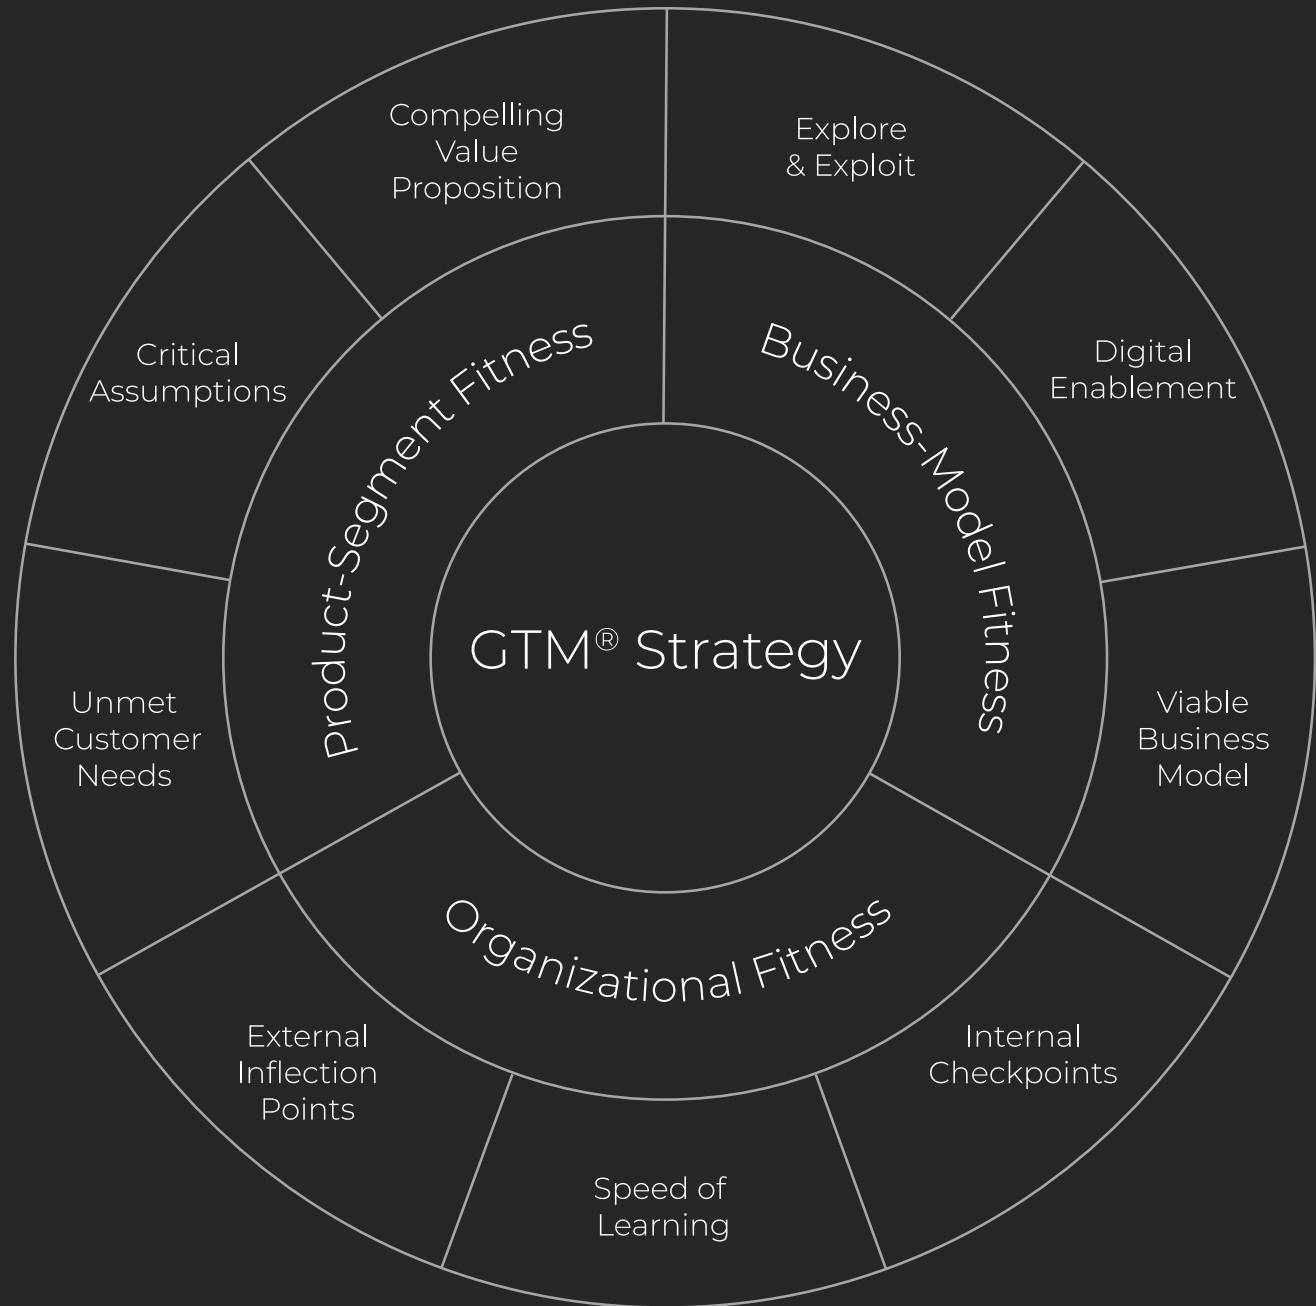 Compelling
Value
Proposition
Explore
& Exploit
Critical
Assumptions
Digital
Enablement
Product-Segment Fitness
Business-Model Fitness
GTM® Strategy
Unmet
Customer
Needs
Viable
Business
Model
Organizational Fitness
External
Inflection
Points
Internal
Checkpoints
Speed of
Learning